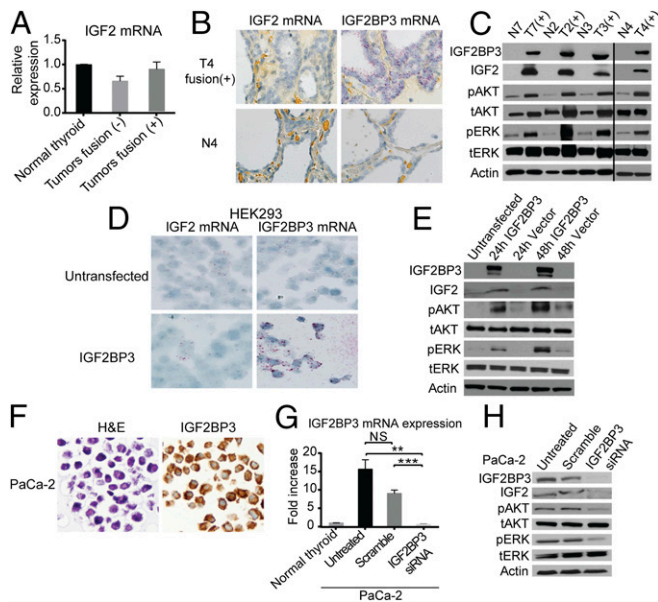 A
IGF2 mRNA
Relative
expression
1.5
1.0
0.5
0.0
Normal thyroid
Tumors fusion (-)
Tumors fusion (+)
B
IGF2 mRNA
IGF2BP3 mRNA
T4
fusion(+)
N4
C
N7
T7(+)
N2
T2(+)
N3
T3(+)
N4
T4(+)
IGF2BP3
IGF2
pAKT
tAKT
pERK
tERK
Actin
D
HEK293
IGF2 mRNA
IGF2BP3 mRNA
Untransfected
IGF2BP3
E
Untransfected
24h IGF2BP3
24h Vector
48h IGF2BP3
48h Vector
IGF2BP3
IGF2
pAKT
tAKT
pERK
tERK
Actin
F
H&E
IGF2BP3
PaCa-2
G
IGF2BP3 mRNA expression
NS
**
***
Fold increase
20
15
10
5
0
Normal thyroid
Untreated
Scramble
IGF2BP3
siRNA
PaCa-2
H
Untreated
Scramble
IGF2BP3
siRNA
PaCa-2
IGF2BP3
IGF2
pAKT
tAKT
pERK
tERK
Actin